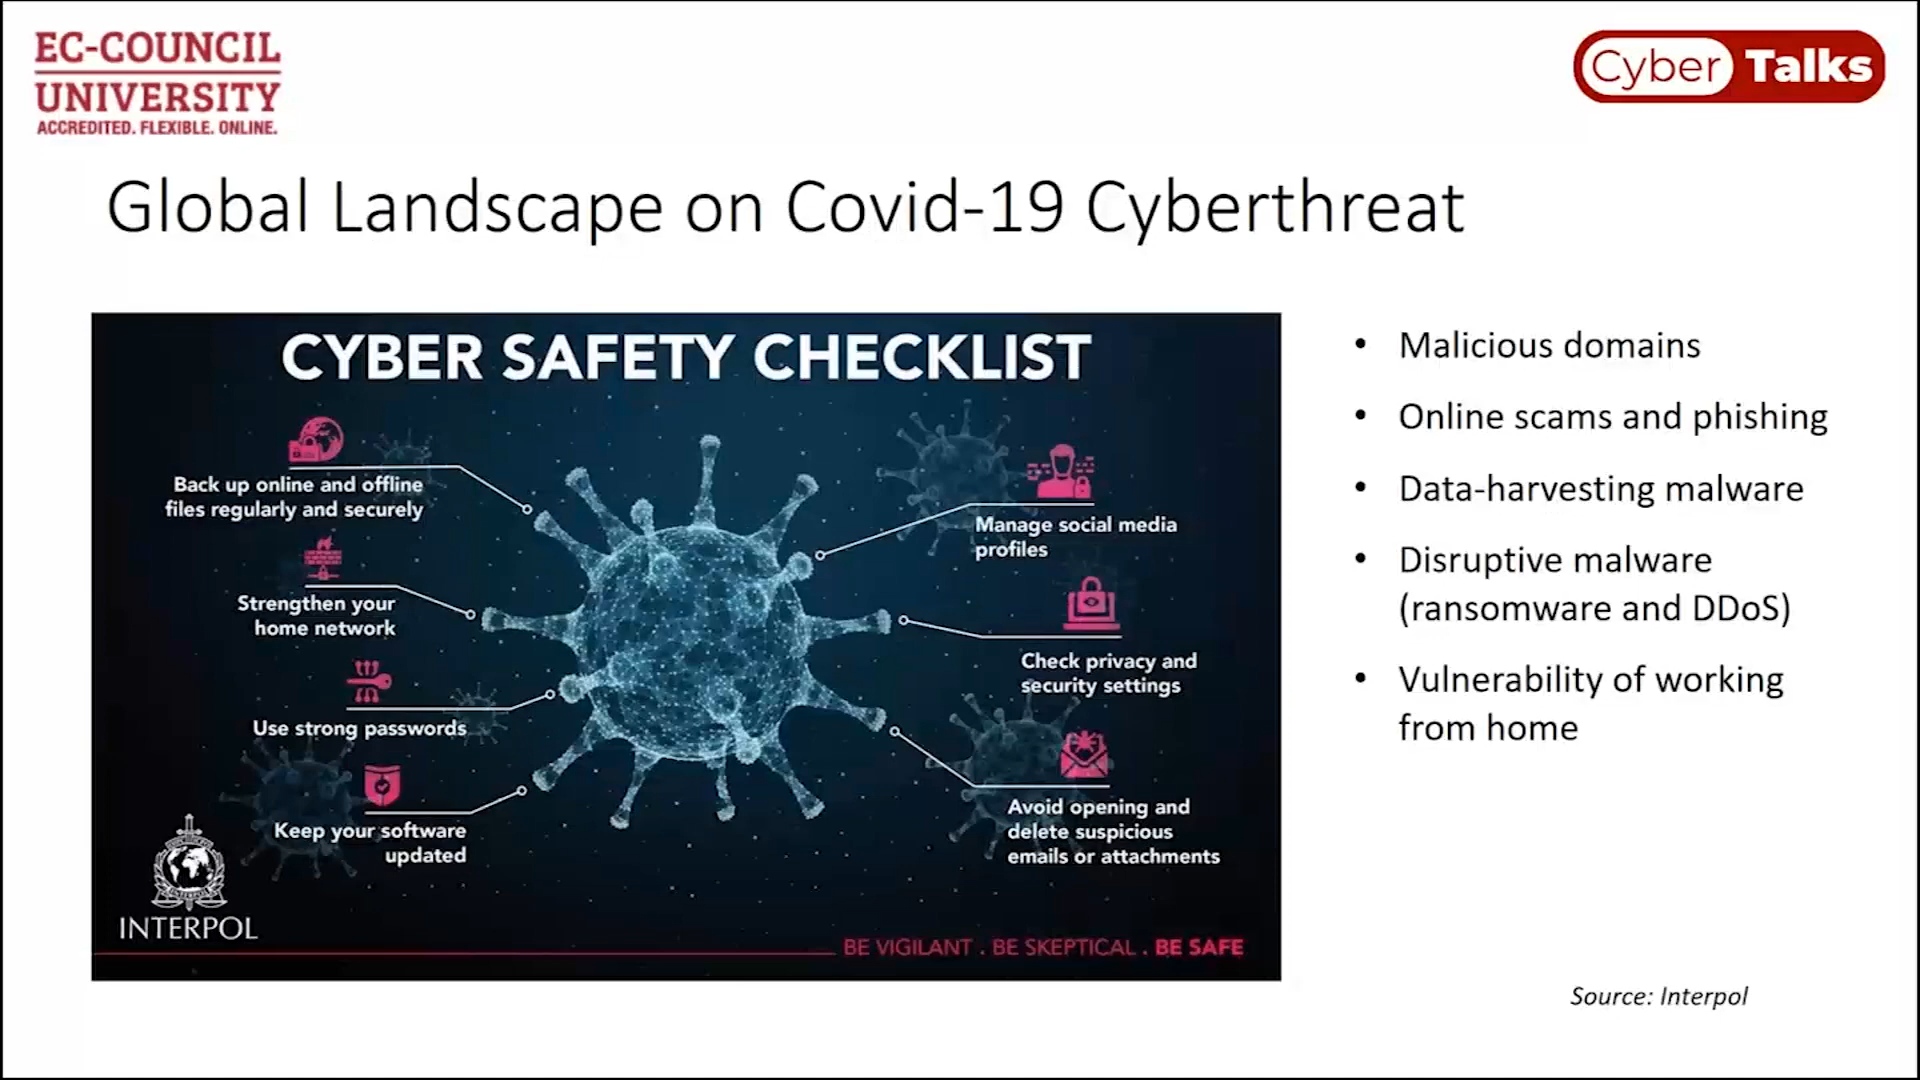 EC-COUNCIL
UNIVERSITY
ACCREDITED. FLEXIBLE. ONLINE.
Cyber Talks
Global Landscape on Covid-19 Cyberthreat
CYBER SAFETY CHECKLIST
Back up online and offline
files regularly and securely
Strengthen your
home network
Use strong passwords
Keep your software
updated
Manage social media
profiles
Check privacy and
security settings
Avoid opening and
delete suspicious
emails or attachments
INTERPOL
BE VIGILANT . BE SKEPTICAL . BE SAFE
• Malicious domains
• Online scams and phishing
• Data-harvesting malware
• Disruptive malware
(ransomware and DDoS)
• Vulnerability of working
from home
Source: Interpol